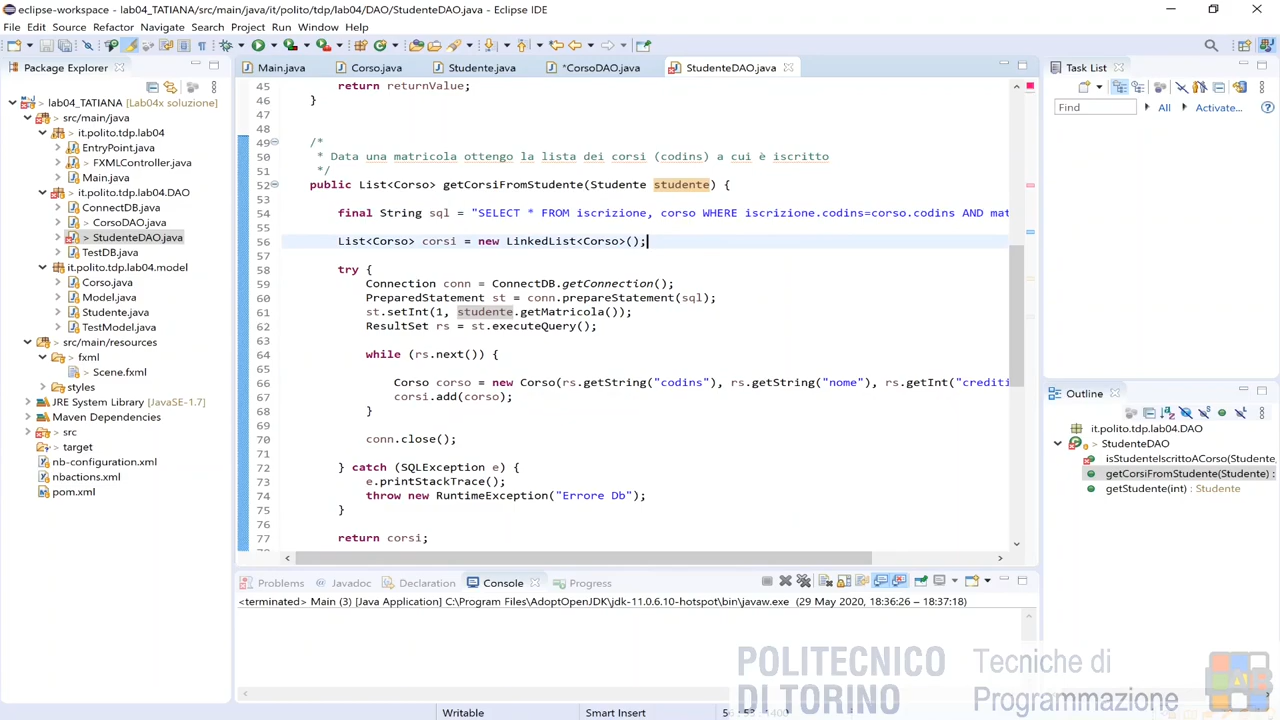 eclipse-workspace - lab04_TATIANA/src/main/java/it/polito/tdp/lab04/DAO/StudenteDAO.java - Eclipse IDE
File Edit Source Refactor Navigate Search Project Run Window Help
Package Explorer
lab04_TATIANA [Lab04x soluzione]
src/main/java
it.polito.tdp.lab04
EntryPoint.java
> FXMLController.java
Main.java
> it.polito.tdp.lab04.DAO
ConnectDB.java
> CorsoDAO.java
> StudenteDAO.java
TestDB.java
it.polito.tdp.lab04.model
Corso.java
Model.java
Studente.java
TestModel.java
> src/main/resources
> fxml
> Scene.fxml
styles
JRE System Library [JavaSE-1.7]
Maven Dependencies
> src
> target
nb-configuration.xml
nbactions.xml
pom.xml
Main.java Corso.java Studente.java *CorsoDAO.java StudenteDAO.java
45 return returnValue;
46 }
47
48
49 /*
50 * Data una matricola ottengo la lista dei corsi (codins) a cui è iscritto
51 */
52 public List<Corso> getCorsiFromStudente(Studente studente) {
53
54 final String sql = "SELECT * FROM iscrizione, corso WHERE iscrizione.codins=corso.codins AND mat
55
56 List<Corso> corsi = new LinkedList<Corso>();
57
58 try {
59 Connection conn = ConnectDB.getConnection();
60 PreparedStatement st = conn.prepareStatement(sql);
61 st.setInt(1, studente.getMatricola());
62 ResultSet rs = st.executeQuery();
63
64 while (rs.next()) {
65
66 Corso corso = new Corso(rs.getString("codins"), rs.getString("nome"), rs.getInt("crediti
67 corsi.add(corso);
68 }
69
70 conn.close();
71
72 } catch (SQLException e) {
73 e.printStackTrace();
74 throw new RuntimeException("Errore Db");
75 }
76
77 return corsi;
Task List
Find All Activate...
Outline
it.polito.tdp.lab04.DAO
StudenteDAO
isStudenteIscrittoACorso(Studente,
getCorsiFromStudente(Studente) :
getStudente(int) : Studente
Problems Javadoc Declaration Console Progress
<terminated> Main (3) [Java Application] C:\Program Files\AdoptOpenJDK\jdk-11.0.6.10-hotspot\bin\javaw.exe (29 May 2020, 18:36:26 – 18:37:18)
POLITECNICO
DI TORINO
Tecniche di
Programmazione
Writable Smart Insert 56 : 53 : 1400